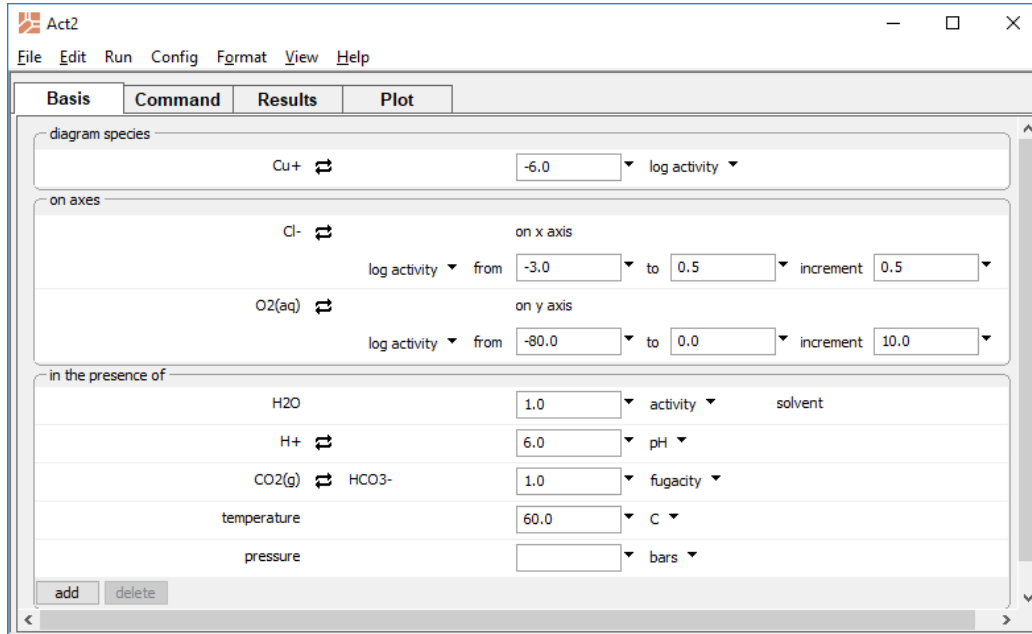 Act2
File Edit Run Config Format View Help
Basis Command Results Plot
diagram species
Cu+ -6.0 log activity
on axes
Cl- on x axis
log activity from -3.0 to 0.5 increment 0.5
O2(aq) on y axis
log activity from -80.0 to 0.0 increment 10.0
in the presence of
H2O 1.0 activity solvent
H+ 6.0 pH
CO2(g) HCO3- 1.0 fugacity
temperature 60.0 C
pressure bars
add delete